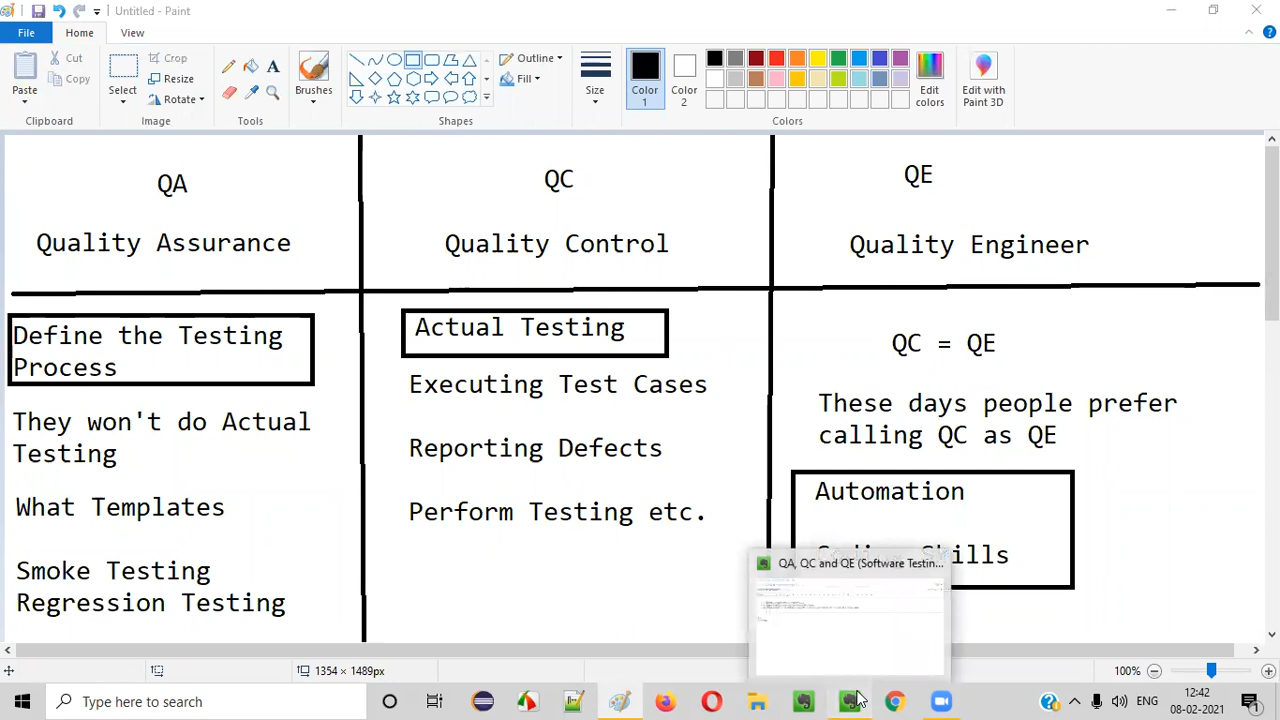 Untitled - Paint
File
Home
View
Paste
Cut
Copy
Clipboard
Select
Crop
Resize
Rotate
Image
Tools
Brushes
Outline
Fill
Shapes
Size
Color 1
Color 2
Edit colors
Colors
Edit with Paint 3D
QA
QC
QE
Quality Assurance
Quality Control
Quality Engineer
Define the Testing
Process
They won't do Actual
Testing
What Templates
Smoke Testing
Regression Testing
Actual Testing
Executing Test Cases
Reporting Defects
Perform Testing etc.
QC = QE
These days people prefer
calling QC as QE
Automation
Skills
QA, QC and QE (Software Testin...
1354 × 1489px
100%
Type here to search
ENG
12:42
08-02-2021